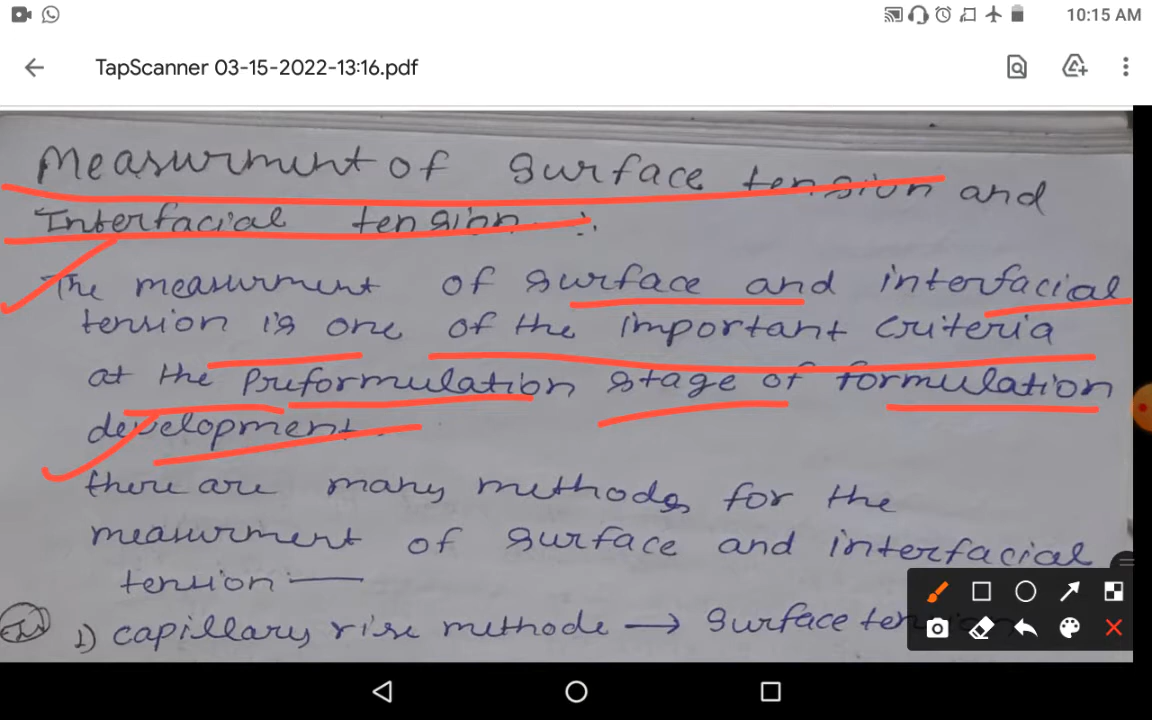 10:15 AM
TapScanner 03-15-2022-13:16.pdf
Measurment of surface tension and
Interfacial tension :.
The measurment of surface and interfacial
tension is one of the important criteria
at the preformulation stage of formulation
development.
there are many methods for the
measurment of surface and interfacial
tension —
1) capillary rise methode → surface